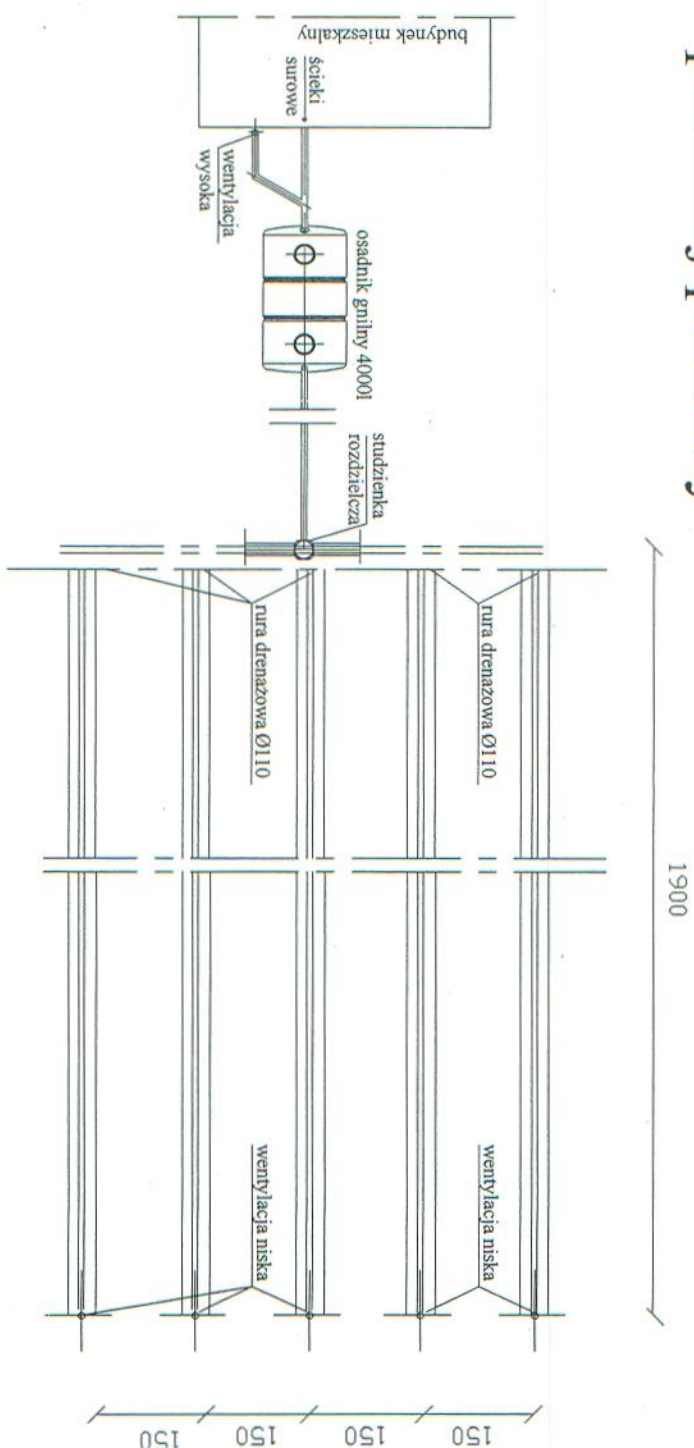 budynek mieszkalny
ścieki
surowe
wentylacja
wysoka
osadnik gnilny 4000l
studzienka
rozdzielcza
rura drenażowa Ø110
rura drenażowa Ø110
1900
wentylacja niska
wentylacja niska
150
150
150
150